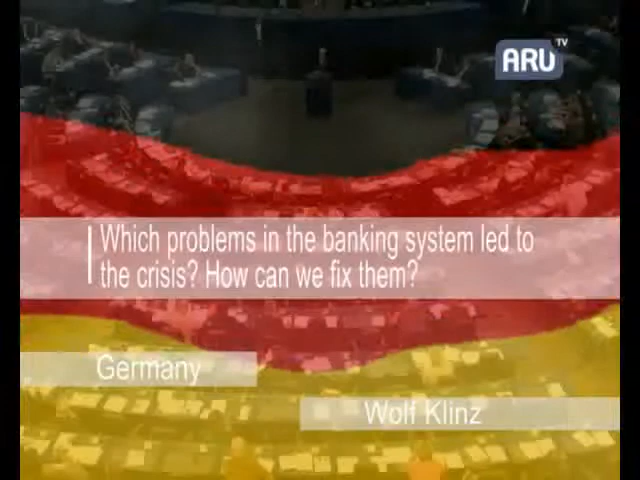 ARU TV
Which problems in the banking system led to
the crisis? How can we fix them?
Germany
Wolf Klinz